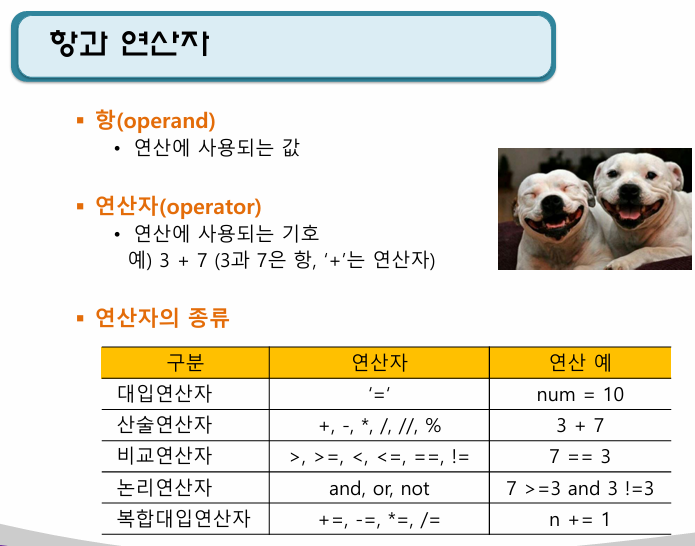 항과 연산자
▪ 항(operand)
• 연산에 사용되는 값
▪ 연산자(operator)
• 연산에 사용되는 기호
예) 3 + 7 (3과 7은 항, ‘+’는 연산자)
▪ 연산자의 종류
구분 연산자 연산 예
대입연산자 ‘=‘ num = 10
산술연산자 +, -, *, /, //, % 3 + 7
비교연산자 >, >=, <, <=, ==, != 7 == 3
논리연산자 and, or, not 7 >=3 and 3 !=3
복합대입연산자 +=, -=, *=, /= n += 1